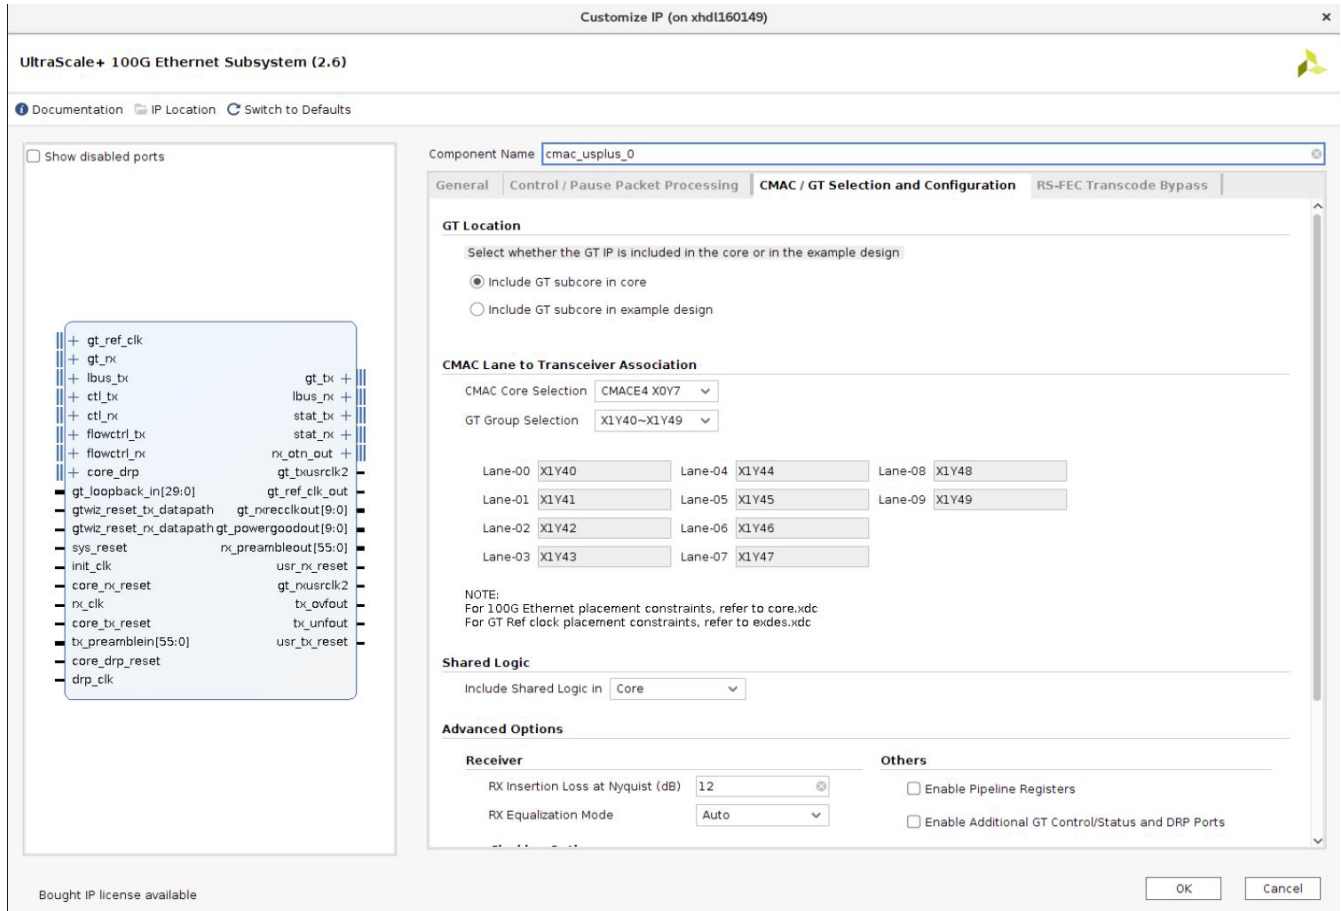 Customize IP (on xhdl160149)
UltraScale+ 100G Ethernet Subsystem (2.6)
Documentation IP Location Switch to Defaults
Show disabled ports
gt_ref_clk
gt_rx
lbus_tx
ctl_tx
ctl_rx
flowctrl_tx
flowctrl_rx
core_drp
gt_loopback_in[29:0]
gtwiz_reset_tx_datapath
gtwiz_reset_rx_datapath
sys_reset
init_clk
core_rx_reset
rx_clk
core_tx_reset
tx_preamblein[55:0]
core_drp_reset
drp_clk
gt_tx
lbus_rx
stat_tx
stat_rx
rx_otn_out
gt_txusrclk2
gt_ref_clk_out
gt_rxrecclkout[9:0]
gt_powergoodout[9:0]
rx_preambleout[55:0]
usr_rx_reset
gt_rxusrclk2
tx_ovfout
tx_unfout
usr_tx_reset
Component Name cmac_usplus_0
General Control / Pause Packet Processing CMAC / GT Selection and Configuration RS-FEC Transcode Bypass
GT Location
Select whether the GT IP is included in the core or in the example design
Include GT subcore in core
Include GT subcore in example design
CMAC Lane to Transceiver Association
CMAC Core Selection CMACE4 X0Y7
GT Group Selection X1Y40~X1Y49
Lane-00 X1Y40 Lane-04 X1Y44 Lane-08 X1Y48
Lane-01 X1Y41 Lane-05 X1Y45 Lane-09 X1Y49
Lane-02 X1Y42 Lane-06 X1Y46
Lane-03 X1Y43 Lane-07 X1Y47
NOTE:
For 100G Ethernet placement constraints, refer to core.xdc
For GT Ref clock placement constraints, refer to exdes.xdc
Shared Logic
Include Shared Logic in Core
Advanced Options
Receiver Others
RX Insertion Loss at Nyquist (dB) 12 Enable Pipeline Registers
RX Equalization Mode Auto Enable Additional GT Control/Status and DRP Ports
Bought IP license available
OK Cancel